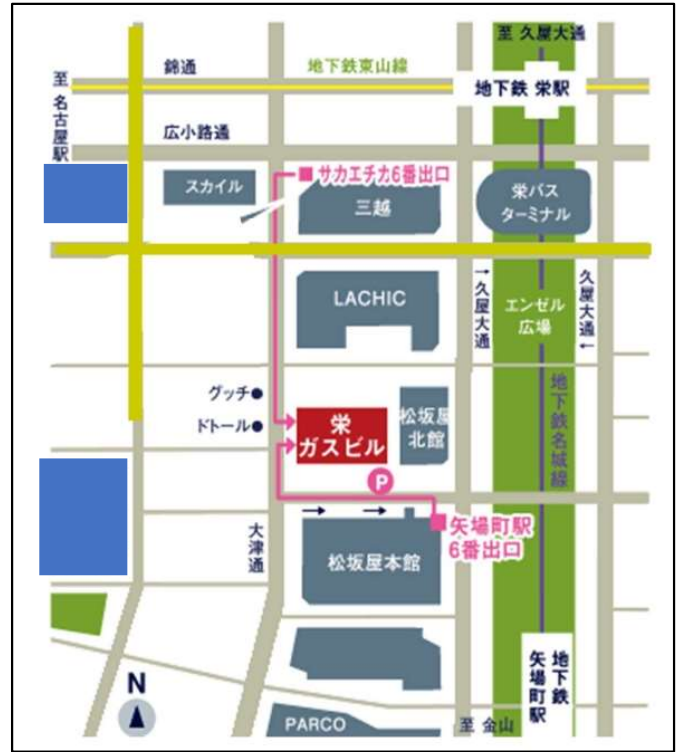 至 久屋大通
錦通
地下鉄東山線
至 名古屋駅
地下鉄 栄駅
広小路通
サカエチカ6番出口
スカイル
三越
栄バス
ターミナル
LACHIC
→久屋大通
エンゼル
広場
久屋大通←
グッチ
ドトール
栄
ガスビル
松坂屋
北館
地下鉄名城線
P
→ →
矢場町駅
6番出口
大津通
松坂屋本館
地下鉄
矢場町駅
N
PARCO
至 金山